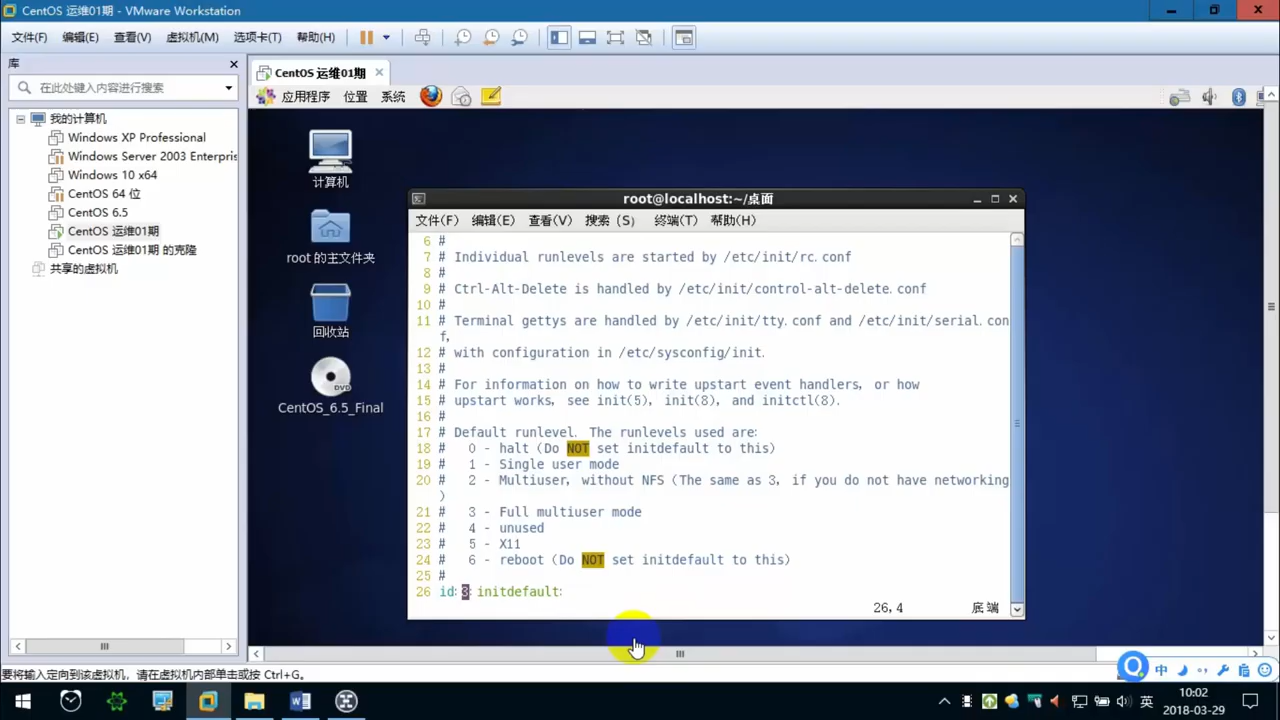 CentOS 运维01期 - VMware Workstation
文件(F) 编辑(E) 查看(V) 虚拟机(M) 选项卡(T) 帮助(H)
库
在此处键入内容进行搜索
我的计算机
Windows XP Professional
Windows Server 2003 Enterpris
Windows 10 x64
CentOS 64 位
CentOS 6.5
CentOS 运维01期
CentOS 运维01期 的克隆
共享的虚拟机
CentOS 运维01期
应用程序 位置 系统
计算机
root 的主文件夹
回收站
DVD
CentOS_6.5_Final
root@localhost:~/桌面
文件(F) 编辑(E) 查看(V) 搜索 (S) 终端(T) 帮助(H)
6 #
7 # Individual runlevels are started by /etc/init/rc.conf
8 #
9 # Ctrl-Alt-Delete is handled by /etc/init/control-alt-delete.conf
10 #
11 # Terminal gettys are handled by /etc/init/tty.conf and /etc/init/serial.con
f,
12 # with configuration in /etc/sysconfig/init.
13 #
14 # For information on how to write upstart event handlers, or how
15 # upstart works, see init(5), init(8), and initctl(8).
16 #
17 # Default runlevel. The runlevels used are:
18 #   0 - halt (Do NOT set initdefault to this)
19 #   1 - Single user mode
20 #   2 - Multiuser, without NFS (The same as 3, if you do not have networking
)
21 #   3 - Full multiuser mode
22 #   4 - unused
23 #   5 - X11
24 #   6 - reboot (Do NOT set initdefault to this)
25 #
26 id:3:initdefault:
26,4 底端
要将输入定向到该虚拟机，请在虚拟机内部单击或按 Ctrl+G。
中
英
10:02
2018-03-29